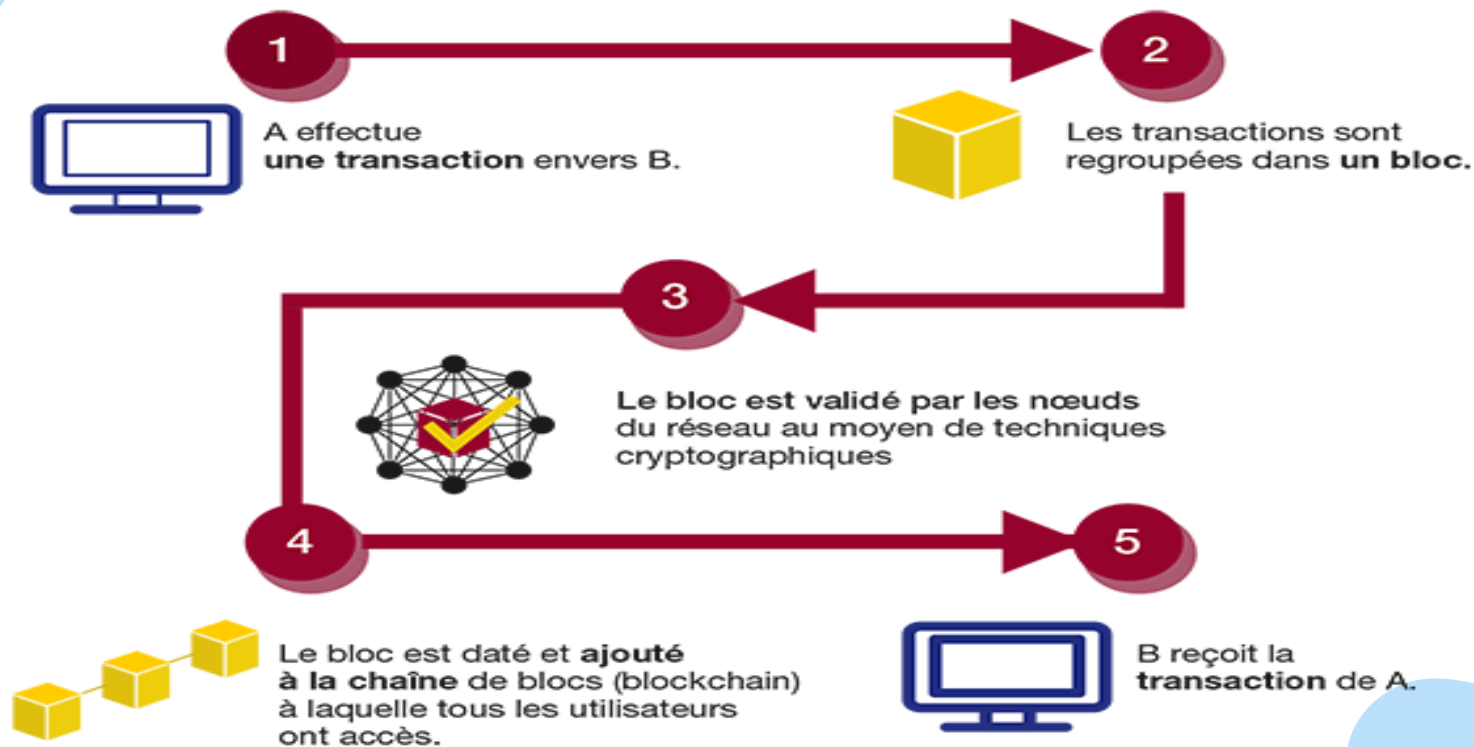 1
A effectue
une transaction envers B.
2
Les transactions sont
regroupées dans un bloc.
3
Le bloc est validé par les nœuds
du réseau au moyen de techniques
cryptographiques
4
Le bloc est daté et ajouté
à la chaîne de blocs (blockchain)
à laquelle tous les utilisateurs
ont accès.
5
B reçoit la
transaction de A.